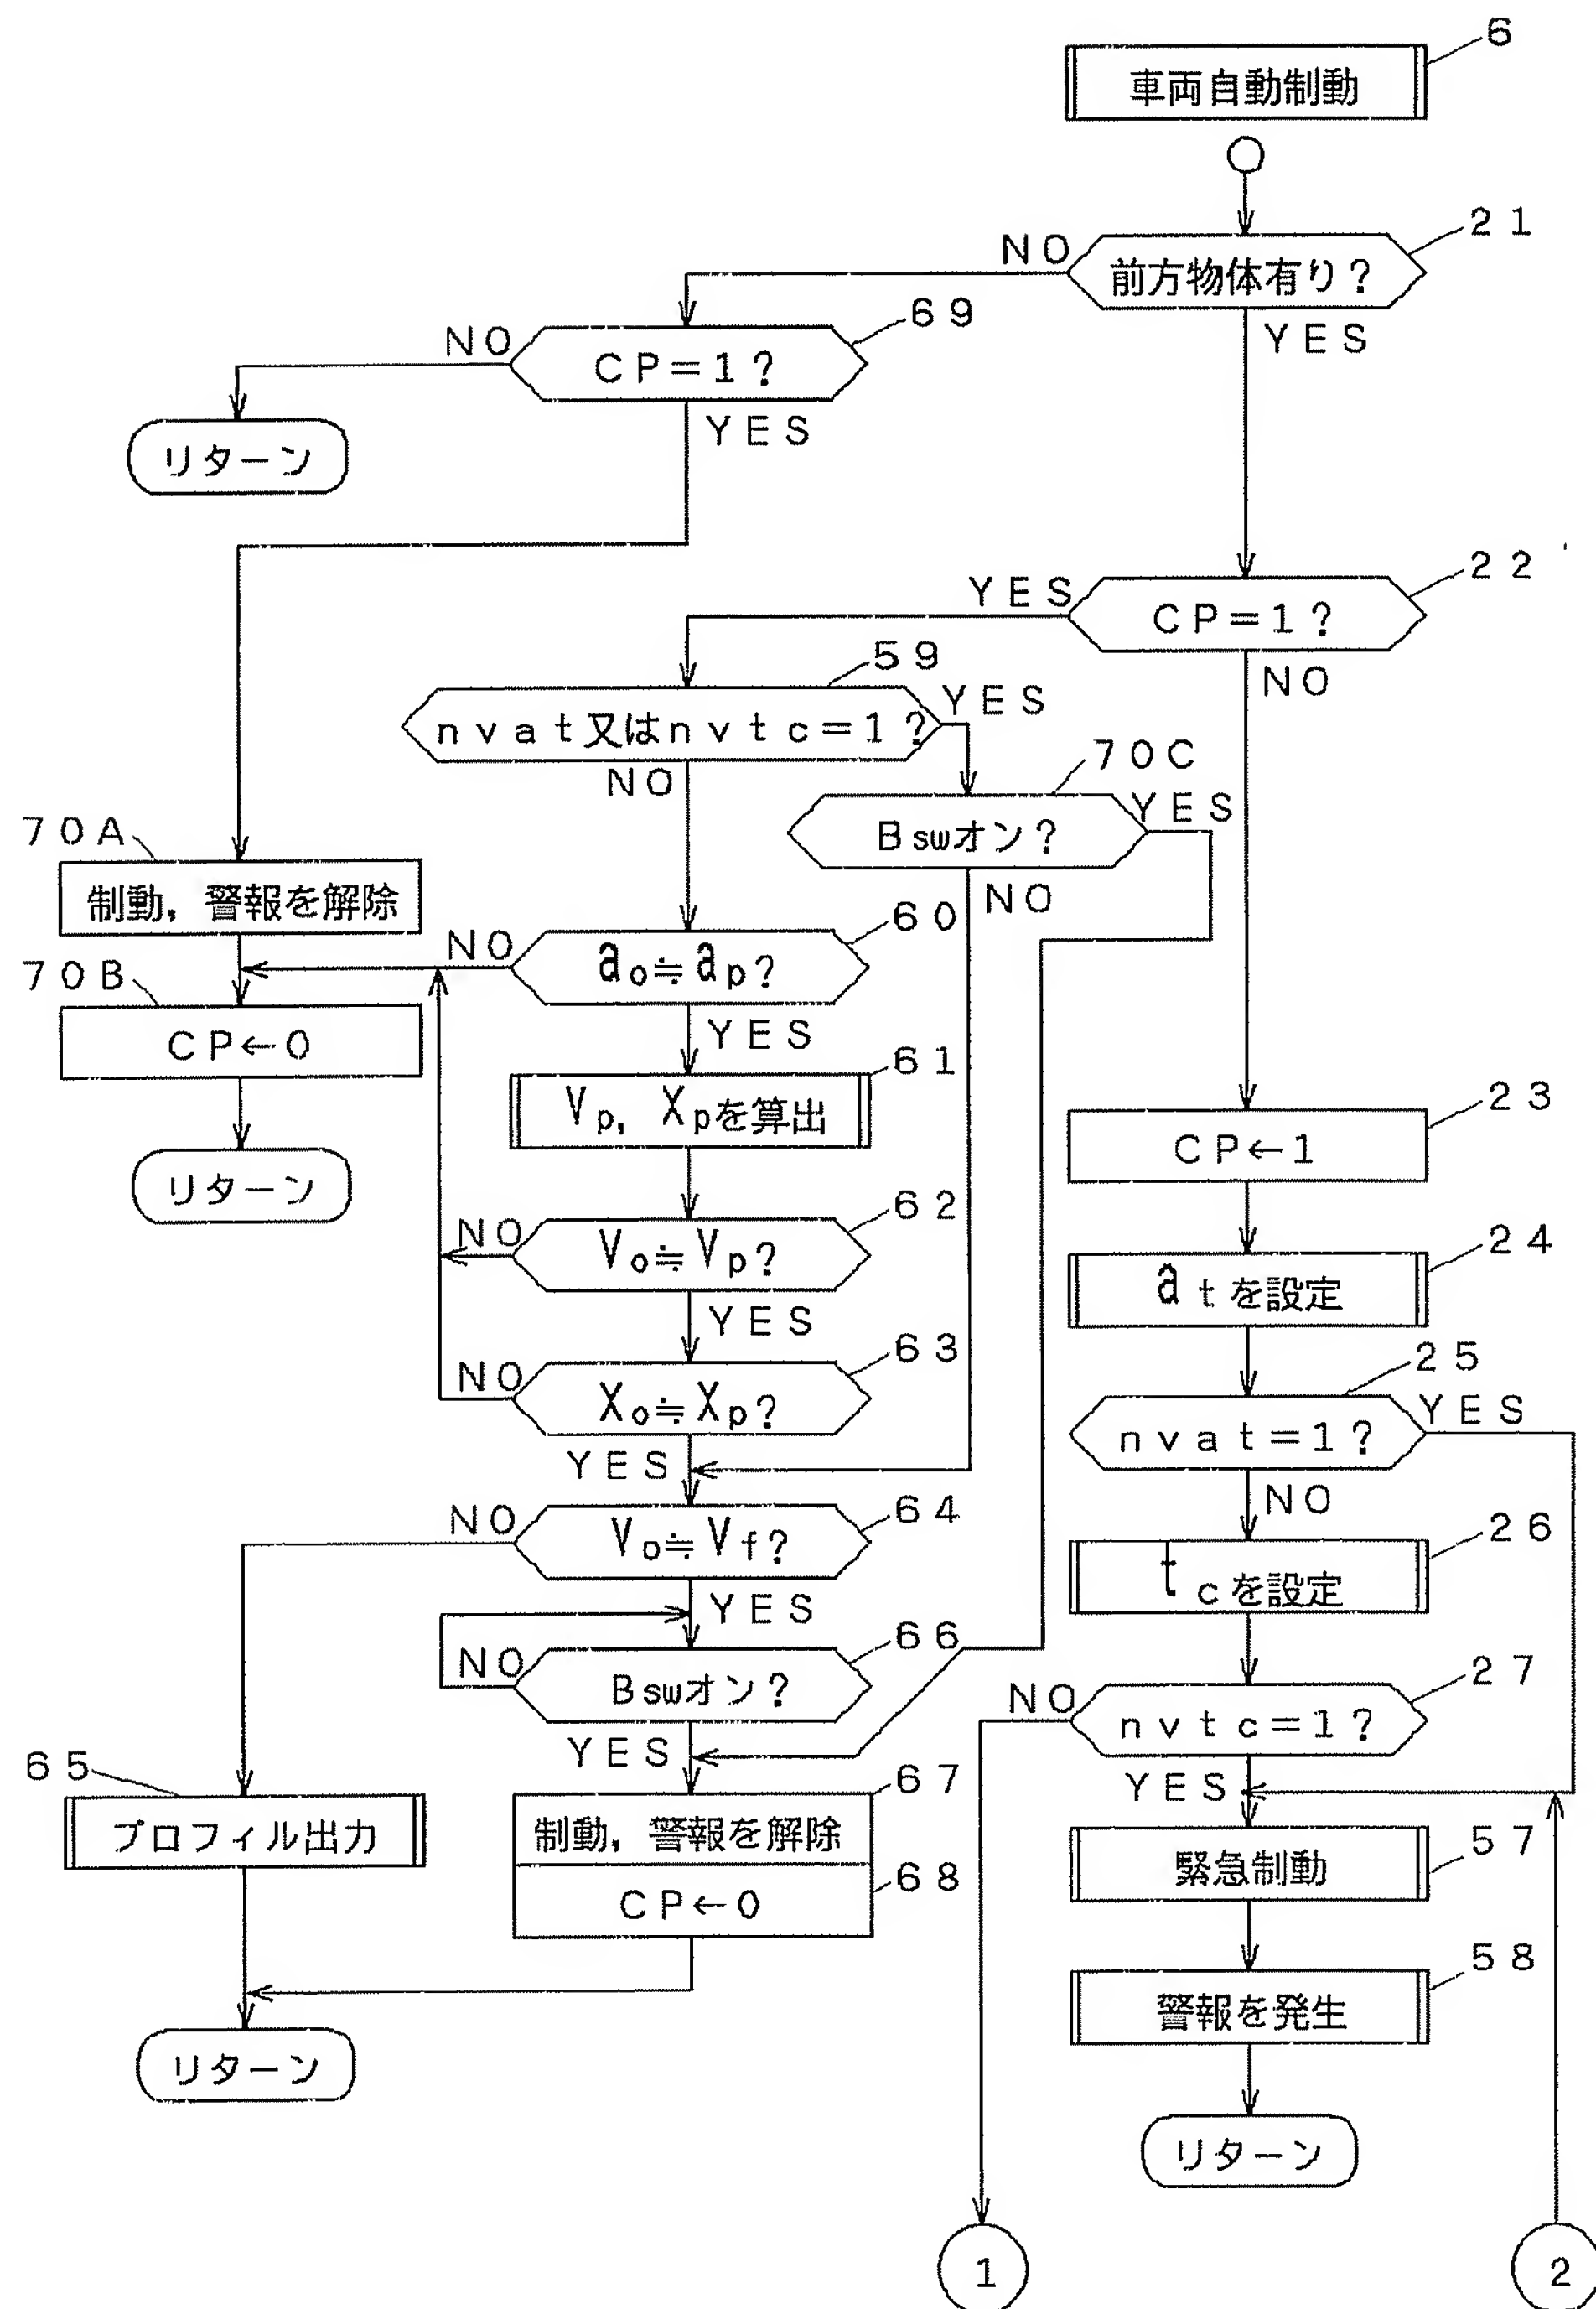 6
車両自動制動
21
NO
前方物体有り?
69
YES
NO
CP=1?
YES
リターン
22
YES
CP=1?
59
NO
YES
nvat又はnvtc=1?
70C
NO
YES
Bswオン?
70A
NO
制動,警報を解除
60
NO
ao≒ap?
70B
YES
CP←0
61
Vp, Xpを算出
23
CP←1
リターン
62
NO
Vo≒Vp?
24
atを設定
YES
63
25
NO
Xo≒Xp?
YES
nvat=1?
YES
64
NO
NO
Vo≒Vf?
26
tcを設定
YES
66
NO
Bswオン?
27
NO
nvtc=1?
YES
65
67
YES
プロフィル出力
制動,警報を解除
57
緊急制動
68
CP←0
58
警報を発生
リターン
リターン
1
2